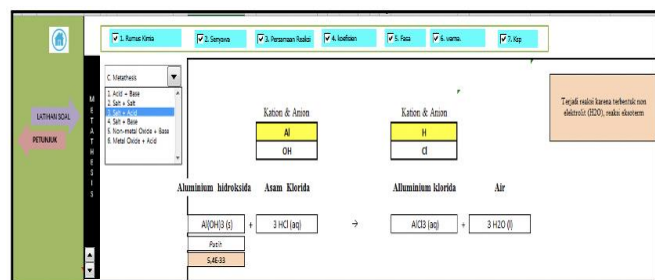 1. Rumus Kimia
2. Senyawa
3. Persamaan Reaksi
4. koefisien
5. Fasa
6. warna.
7. Ksp
C. Metathesis
1. Acid + Base
2. Salt + Salt
3. Salt + Acid
4. Salt + Base
5. Non-metal Oxide + Base
6. Metal Oxide + Acid
LATIHAN SOAL
PETUNJUK
METATHESIS
Kation & Anion
Al
OH
Kation & Anion
H
Cl
Terjadi reaksi karena terbentuk non
elektrolit (H2O), reaksi eksoterm
Aluminium hidroksida Asam Klorida Alluminium klorida Air
Al(OH)3 (s) + 3 HCl (aq) → AlCl3 (aq) + 3 H2O (l)
Putih
5,4E-33